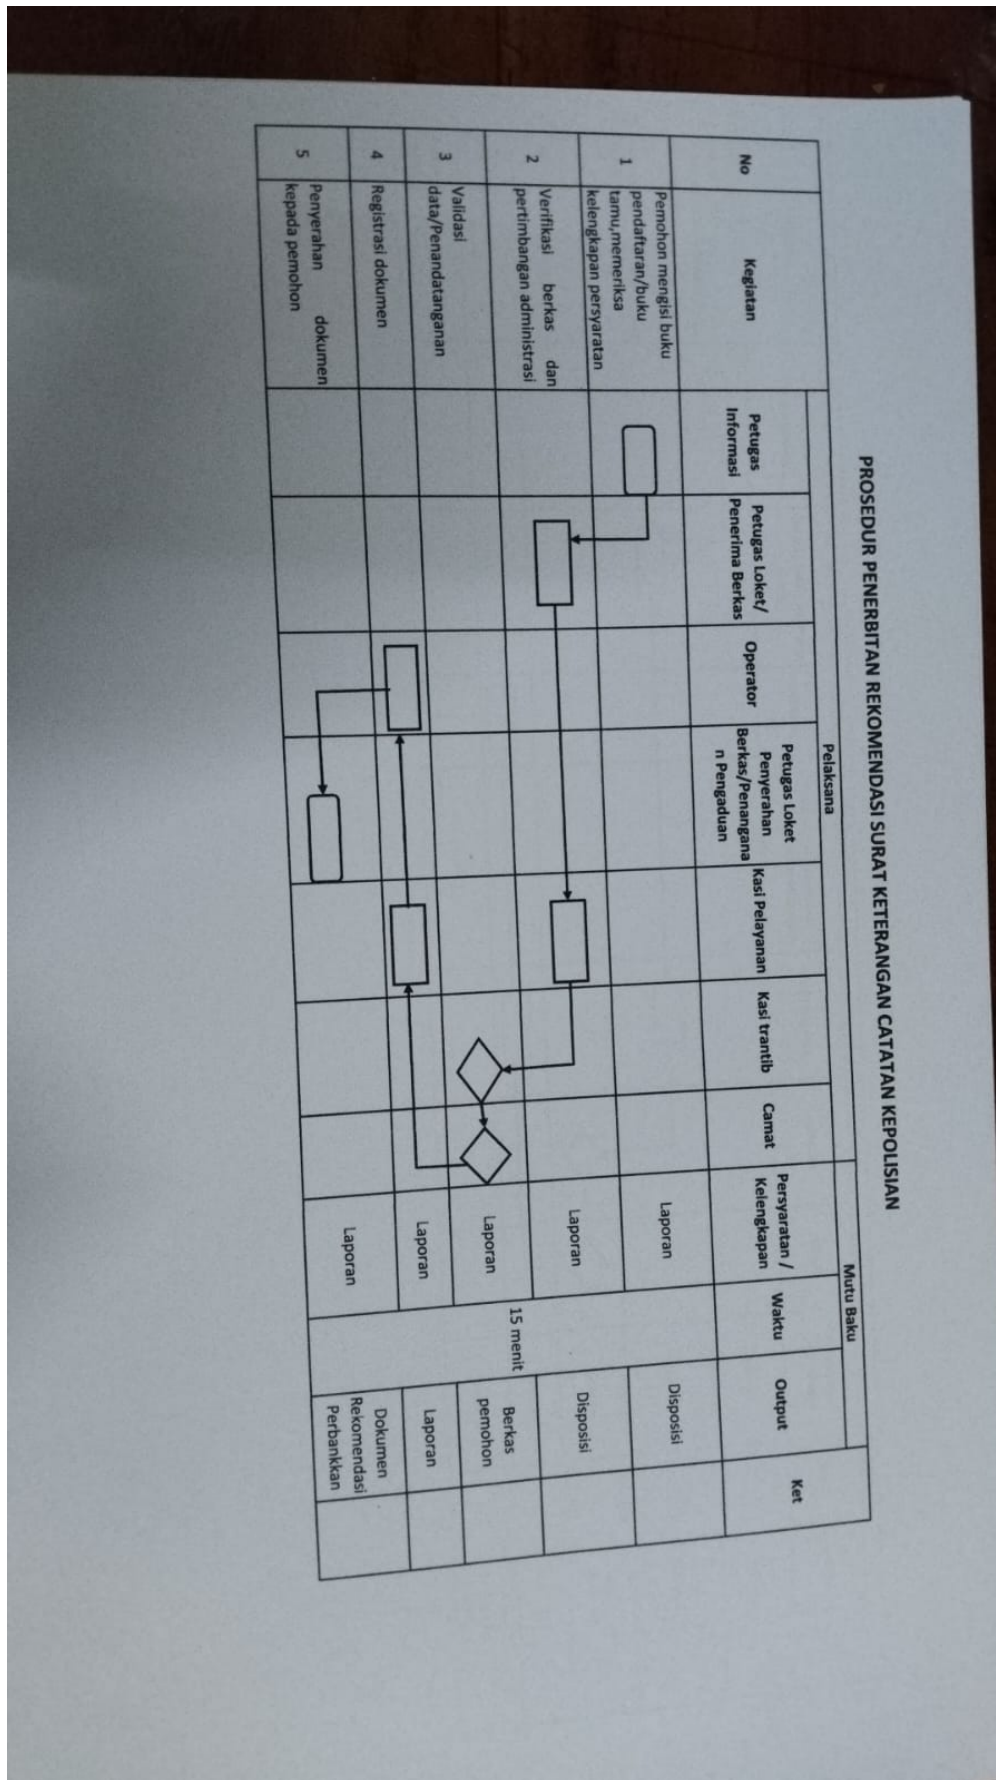 PROSEDUR PENERBITAN REKOMENDASI SURAT KETERANGAN CATATAN KEPOLISIAN
No
Kegiatan
Pelaksana
Mutu Baku
Ket
Petugas
Informasi
Petugas Loket/
Penerima Berkas
Operator
Petugas Loket
Penyerahan
Berkas/Penangana
n Pengaduan
Kasi Pelayanan
Kasi trantib
Camat
Persyaratan /
Kelengkapan
Waktu
Output
1
Pemohon mengisi buku
pendaftaran/buku
tamu,memeriksa
kelengkapan persyaratan
Laporan
15 menit
Disposisi
2
Verifikasi berkas dan
pertimbangan administrasi
Laporan
Disposisi
3
Validasi
data/Penandatanganan
Laporan
Berkas
pemohon
4
Registrasi dokumen
Laporan
Laporan
5
Penyerahan dokumen
kepada pemohon
Laporan
Dokumen
Rekomendasi
Perbankkan